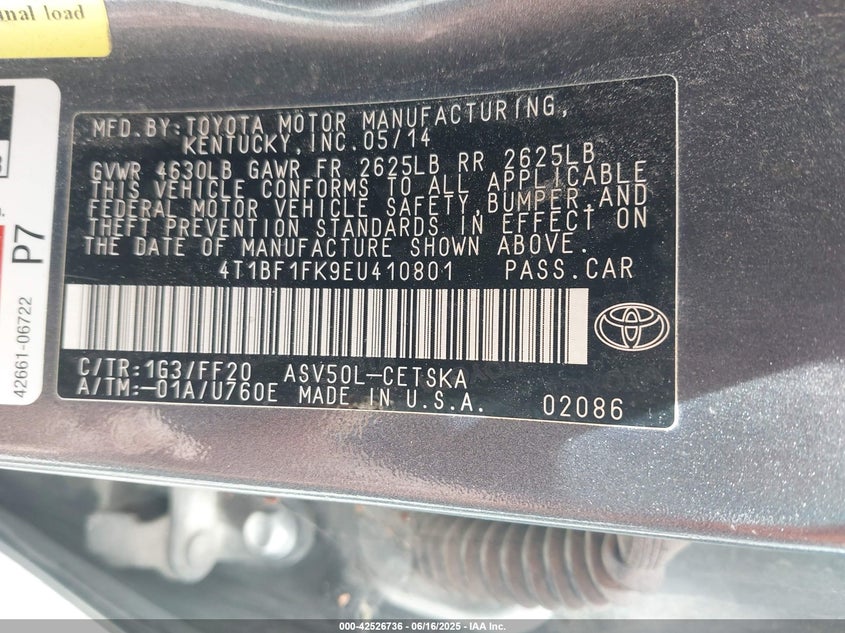 nal load
P7
42661-06722
MFD.BY:TOYOTA MOTOR MANUFACTURING,
KENTUCKY,INC.05/14
GVWR 4630LB GAWR FR 2625LB RR 2625LB
THIS VEHICLE CONFORMS TO ALL APPLICABLE
FEDERAL MOTOR VEHICLE SAFETY,BUMPER,AND
THEFT PREVENTION STANDARDS IN EFFECT ON
THE DATE OF MANUFACTURE SHOWN ABOVE.
4T1BF1FK9EU410801 PASS.CAR
C/TR:1G3/FF20 ASV50L-CETSKA
A/TM:-01A/U760E MADE IN U.S.A. 02086
000-42526736 - 06/16/2025 - IAA Inc.